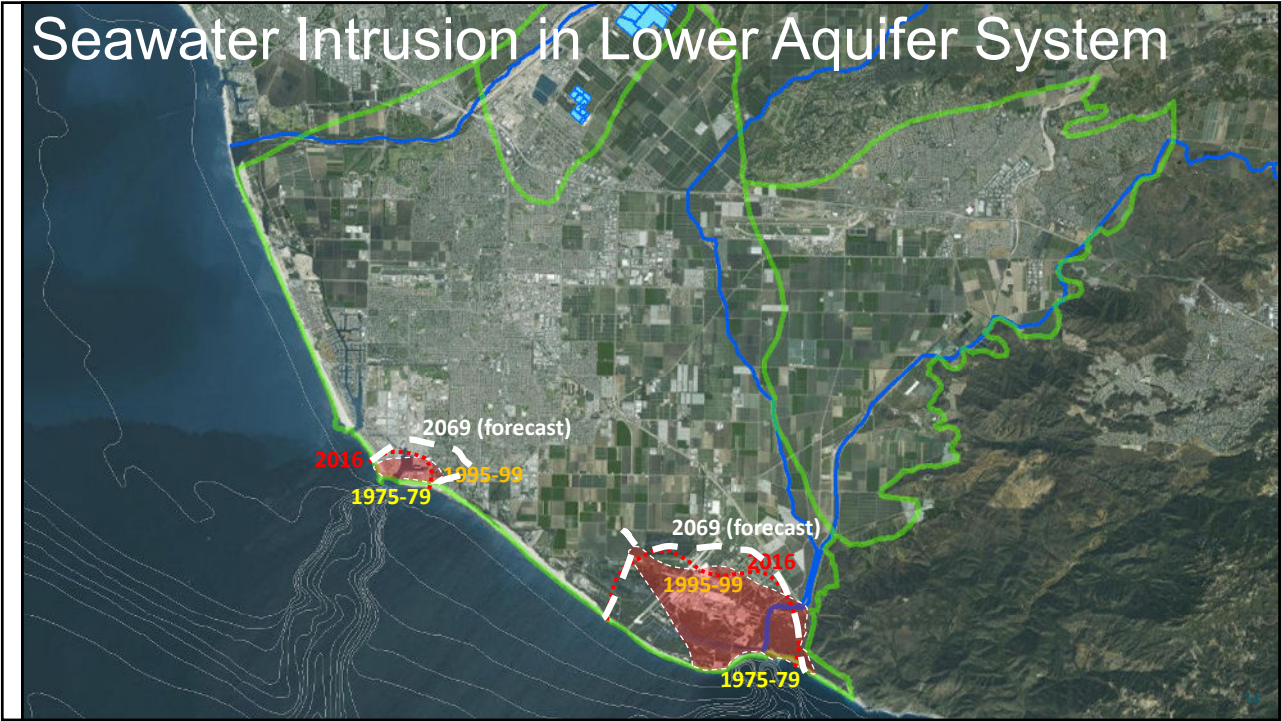 Seawater Intrusion in Lower Aquifer System
2069 (forecast)
2016
1995-99
1975-79
2069 (forecast)
2016
1995-99
1975-79